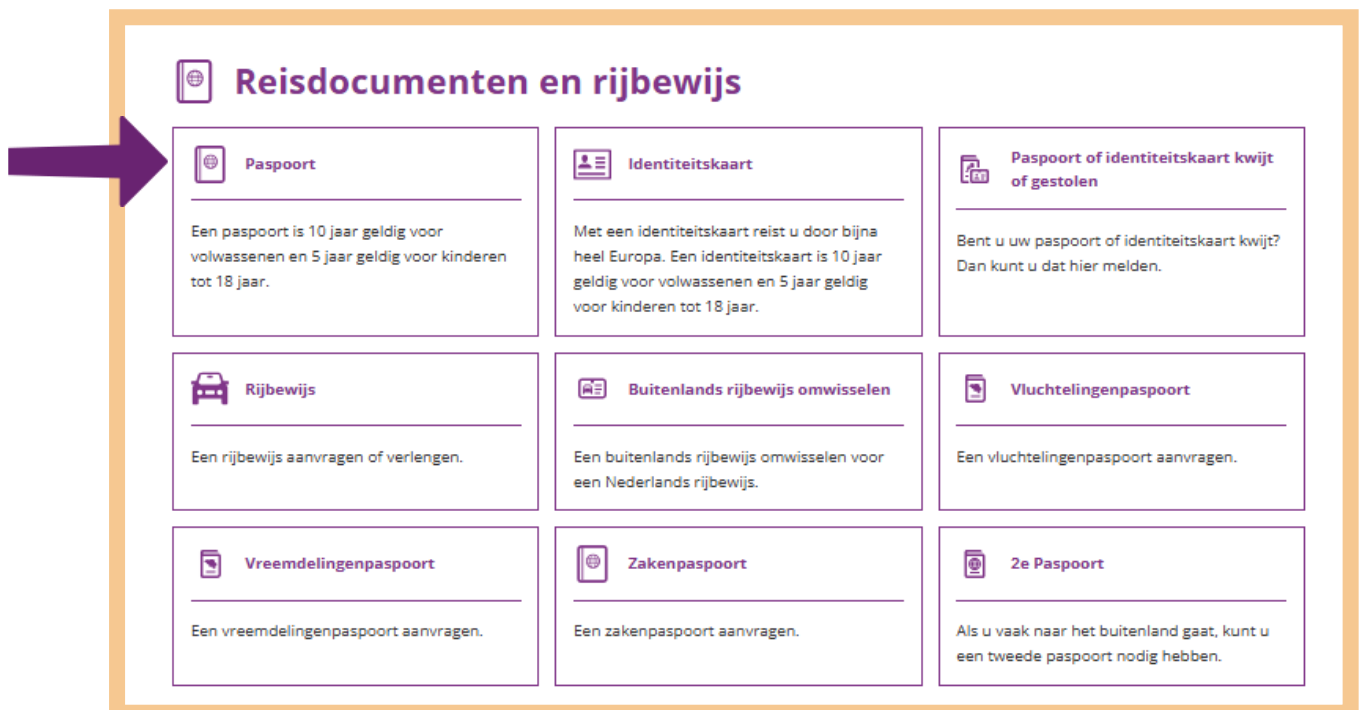 Reisdocumenten en rijbewijs
Paspoort
Een paspoort is 10 jaar geldig voor
volwassenen en 5 jaar geldig voor kinderen
tot 18 jaar.
Identiteitskaart
Met een identiteitskaart reist u door bijna
heel Europa. Een identiteitskaart is 10 jaar
geldig voor volwassenen en 5 jaar geldig
voor kinderen tot 18 jaar.
Paspoort of identiteitskaart kwijt
of gestolen
Bent u uw paspoort of identiteitskaart kwijt?
Dan kunt u dat hier melden.
Rijbewijs
Een rijbewijs aanvragen of verlengen.
Buitenlands rijbewijs omwisselen
Een buitenlands rijbewijs omwisselen voor
een Nederlands rijbewijs.
Vluchtelingenpaspoort
Een vluchtelingenpaspoort aanvragen.
Vreemdelingenpaspoort
Een vreemdelingenpaspoort aanvragen.
Zakenpaspoort
Een zakenpaspoort aanvragen.
2e Paspoort
Als u vaak naar het buitenland gaat, kunt u
een tweede paspoort nodig hebben.